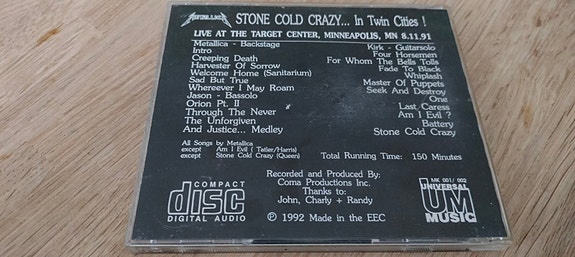 METALLICA STONE COLD CRAZY... In Twin Cities !
LIVE AT THE TARGET CENTER, MINNEAPOLIS, MN 8.11.91
Metallica - Backstage
Intro
Creeping Death
Harvester Of Sorrow
Welcome Home (Sanitarium)
Sad But True
Whereever I May Roam
Jason - Bassolo
Orion Pt. II
Through The Never
The Unforgiven
And Justice... Medley
Kirk - Guitarsolo
Four Horsemen
For Whom The Bells Tolls
Fade To Black
Whiplash
Master Of Puppets
Seek And Destroy
One
Last Caress
Am I Evil ?
Battery
Stone Cold Crazy
All Songs by Metallica
except Am I Evil ( Tatler/Harris)
except Stone Cold Crazy (Queen)
Total Running Time: 150 Minutes
Recorded and Produced By:
Coma Productions Inc.
Thanks to:
John, Charly + Randy
℗ 1992 Made in the EEC
COMPACT
disc
DIGITAL AUDIO
MK 001/ 002
UNIVERSAL
UM
MUSIC